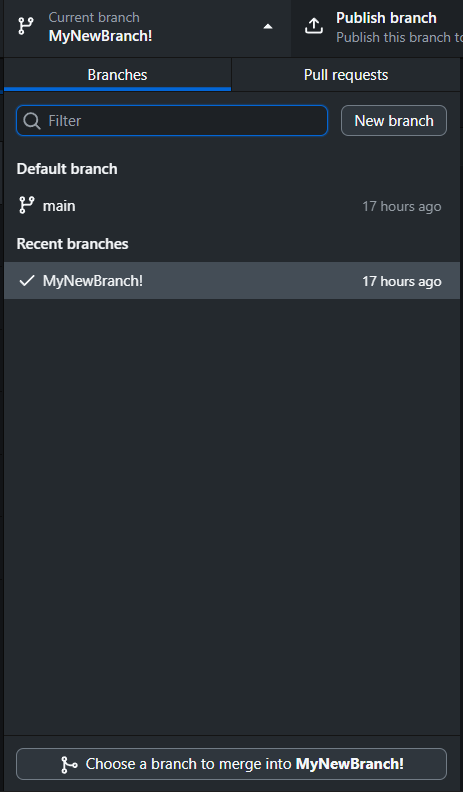 Current branch
MyNewBranch!
Publish branch
Publish this branch to
Branches
Pull requests
Filter
New branch
Default branch
main
17 hours ago
Recent branches
MyNewBranch!
17 hours ago
Choose a branch to merge into MyNewBranch!